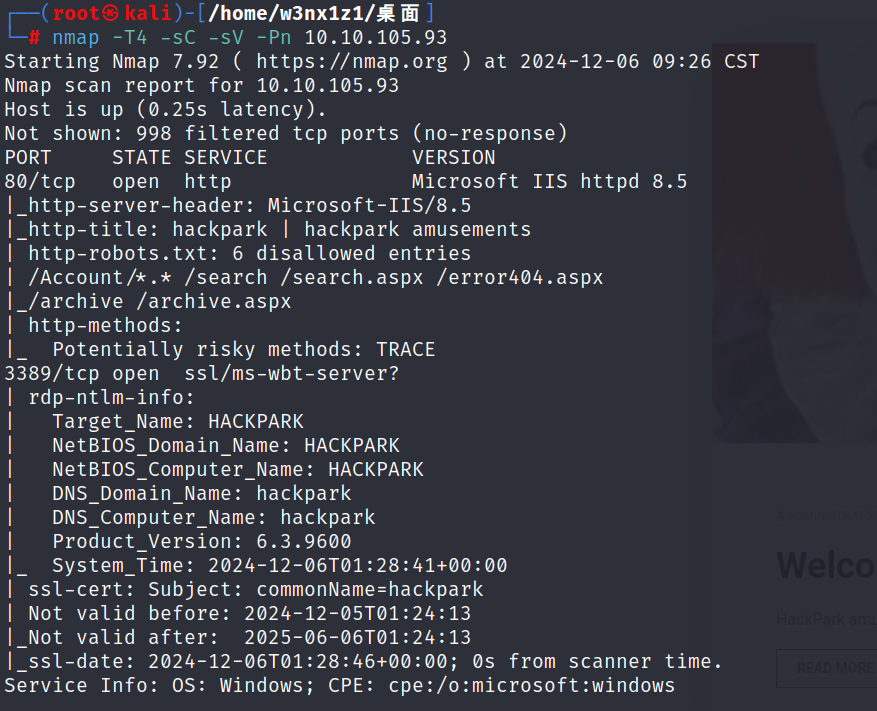 ┌──(root㉿kali)-[/home/w3nx1z1/桌面]
└─# nmap -T4 -sC -sV -Pn 10.10.105.93
Starting Nmap 7.92 ( https://nmap.org ) at 2024-12-06 09:26 CST
Nmap scan report for 10.10.105.93
Host is up (0.25s latency).
Not shown: 998 filtered tcp ports (no-response)
PORT     STATE SERVICE            VERSION
80/tcp   open  http               Microsoft IIS httpd 8.5
|_http-server-header: Microsoft-IIS/8.5
|_http-title: hackpark | hackpark amusements
| http-robots.txt: 6 disallowed entries
| /Account/*.* /search /search.aspx /error404.aspx
|_/archive /archive.aspx
| http-methods:
|_  Potentially risky methods: TRACE
3389/tcp open  ssl/ms-wbt-server?
| rdp-ntlm-info:
|   Target_Name: HACKPARK
|   NetBIOS_Domain_Name: HACKPARK
|   NetBIOS_Computer_Name: HACKPARK
|   DNS_Domain_Name: hackpark
|   DNS_Computer_Name: hackpark
|   Product_Version: 6.3.9600
|_  System_Time: 2024-12-06T01:28:41+00:00
| ssl-cert: Subject: commonName=hackpark
| Not valid before: 2024-12-05T01:24:13
|_Not valid after:  2025-06-06T01:24:13
|_ssl-date: 2024-12-06T01:28:46+00:00; 0s from scanner time.
Service Info: OS: Windows; CPE: cpe:/o:microsoft:windows
Welco
HackPark amu
READ MORE